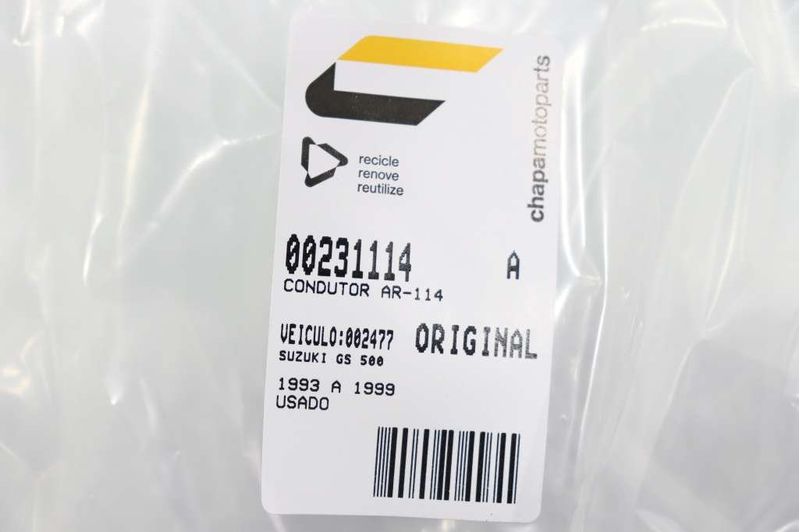 recicle
renove
reutilize
chapamotoparts
00231114 A
CONDUTOR AR-114
VEICULO:002477 ORIGINAL
SUZUKI GS 500
1993 A 1999
USADO